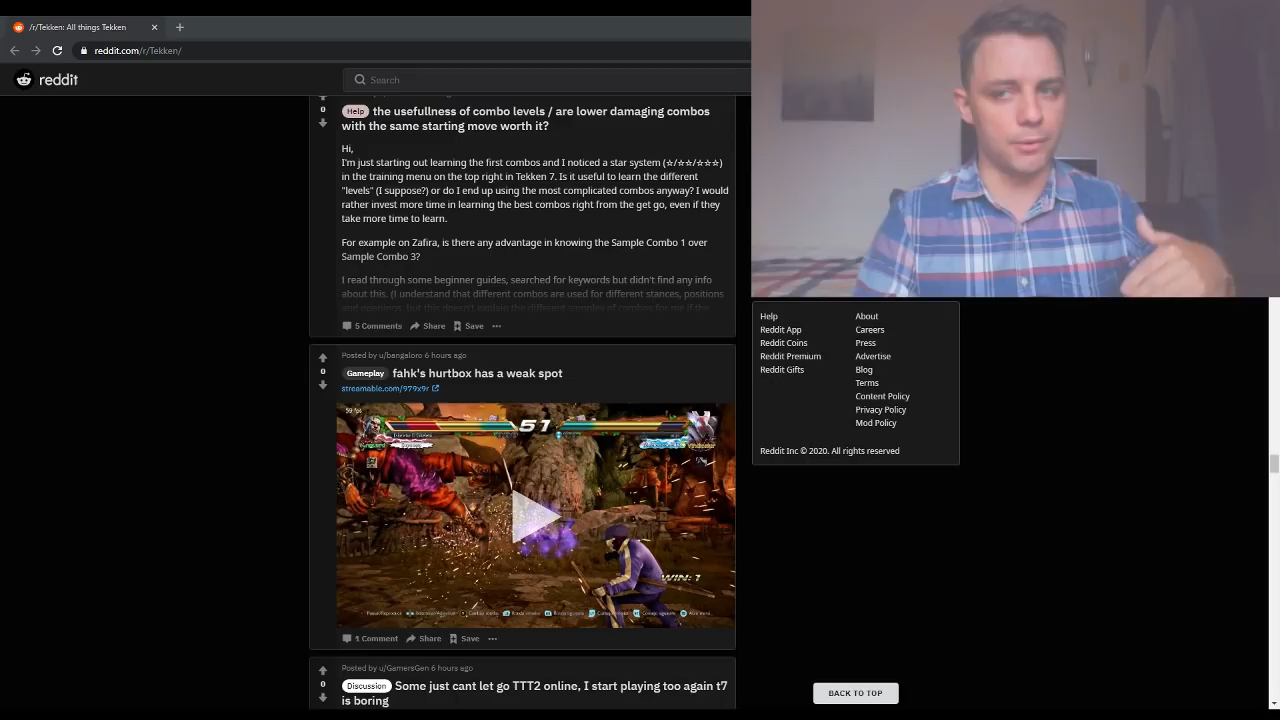 /r/Tekken: All things Tekken
reddit.com/r/Tekken/
reddit
Search
0
Help the usefullness of combo levels / are lower damaging combos
with the same starting move worth it?
Hi,
I'm just starting out learning the first combos and I noticed a star system (☆/☆☆/☆☆☆)
in the training menu on the top right in Tekken 7. Is it useful to learn the different
"levels" (I suppose?) or do I end up using the most complicated combos anyway? I would
rather invest more time in learning the best combos right from the get go, even if they
take more time to learn.
For example on Zafira, is there any advantage in knowing the Sample Combo 1 over
Sample Combo 3?
I read through some beginner guides, searched for keywords but didn't find any info
about this. (I understand that different combos are used for different stances, positions
5 Comments Share Save
Posted by u/bangaloro 6 hours ago
0
Gameplay fahk's hurtbox has a weak spot
streamable.com/979x9r
59 fps
51
WIN:1
1 Comment Share Save
Posted by u/GamersGen 6 hours ago
0
Discussion Some just cant let go TTT2 online, I start playing too again t7
is boring
Help About
Reddit App Careers
Reddit Coins Press
Reddit Premium Advertise
Reddit Gifts Blog
Terms
Content Policy
Privacy Policy
Mod Policy
Reddit Inc © 2020. All rights reserved
BACK TO TOP